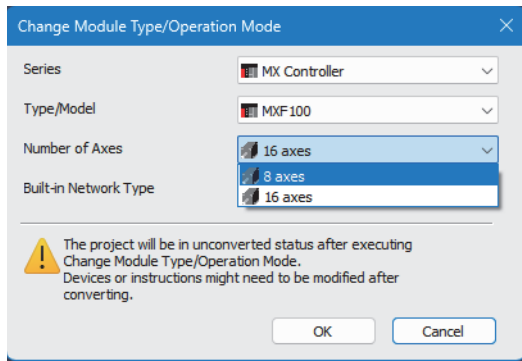 Change Module Type/Operation Mode
Series
MX Controller
Type/Model
MXF100
Number of Axes
16 axes
8 axes
Built-in Network Type
16 axes
The project will be in unconverted status after executing
Change Module Type/Operation Mode.
Devices or instructions might need to be modified after
converting.
OK
Cancel